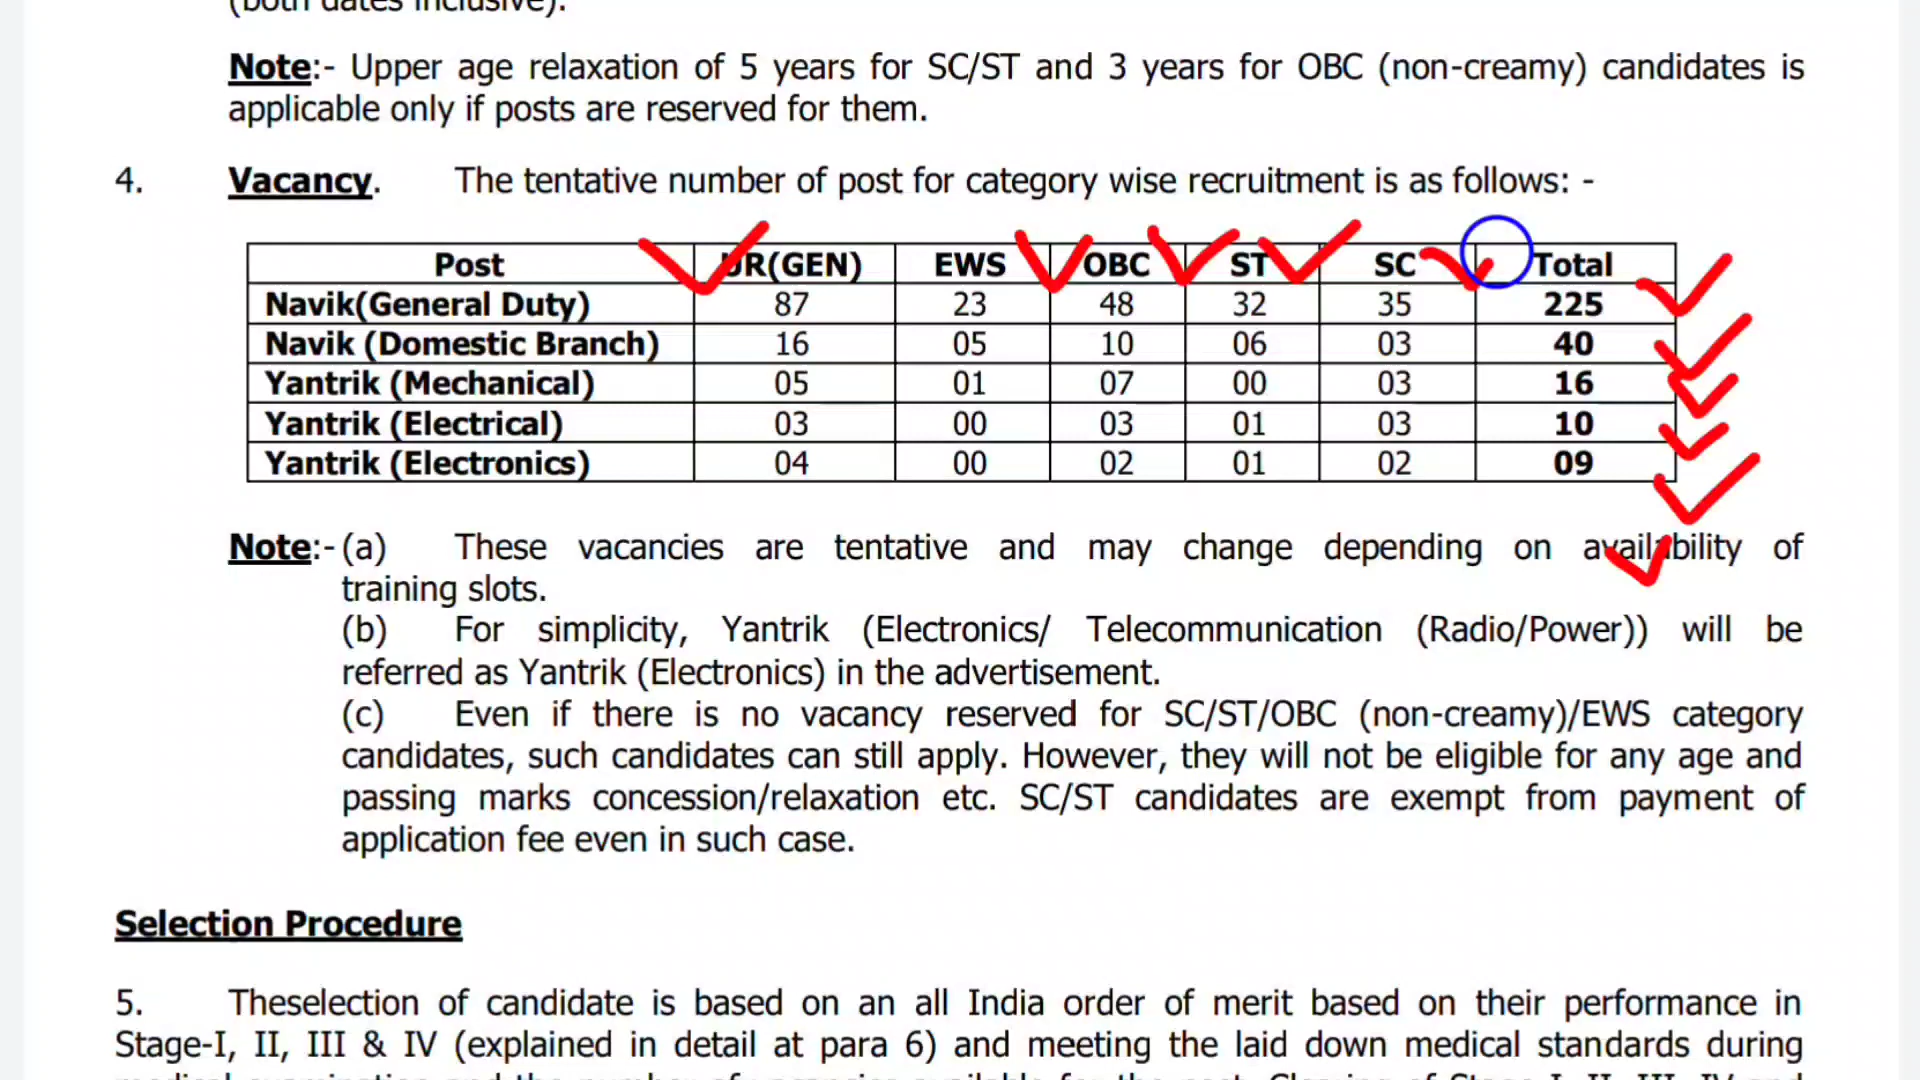 (both dates inclusive).
Note:- Upper age relaxation of 5 years for SC/ST and 3 years for OBC (non-creamy) candidates is
applicable only if posts are reserved for them.
4. Vacancy. The tentative number of post for category wise recruitment is as follows: -
Post UR(GEN) EWS OBC ST SC Total
Navik(General Duty) 87 23 48 32 35 225
Navik (Domestic Branch) 16 05 10 06 03 40
Yantrik (Mechanical) 05 01 07 00 03 16
Yantrik (Electrical) 03 00 03 01 03 10
Yantrik (Electronics) 04 00 02 01 02 09
Note:- (a) These vacancies are tentative and may change depending on availability of
training slots.
(b) For simplicity, Yantrik (Electronics/ Telecommunication (Radio/Power)) will be
referred as Yantrik (Electronics) in the advertisement.
(c) Even if there is no vacancy reserved for SC/ST/OBC (non-creamy)/EWS category
candidates, such candidates can still apply. However, they will not be eligible for any age and
passing marks concession/relaxation etc. SC/ST candidates are exempt from payment of
application fee even in such case.
Selection Procedure
5. Theselection of candidate is based on an all India order of merit based on their performance in
Stage-I, II, III & IV (explained in detail at para 6) and meeting the laid down medical standards during